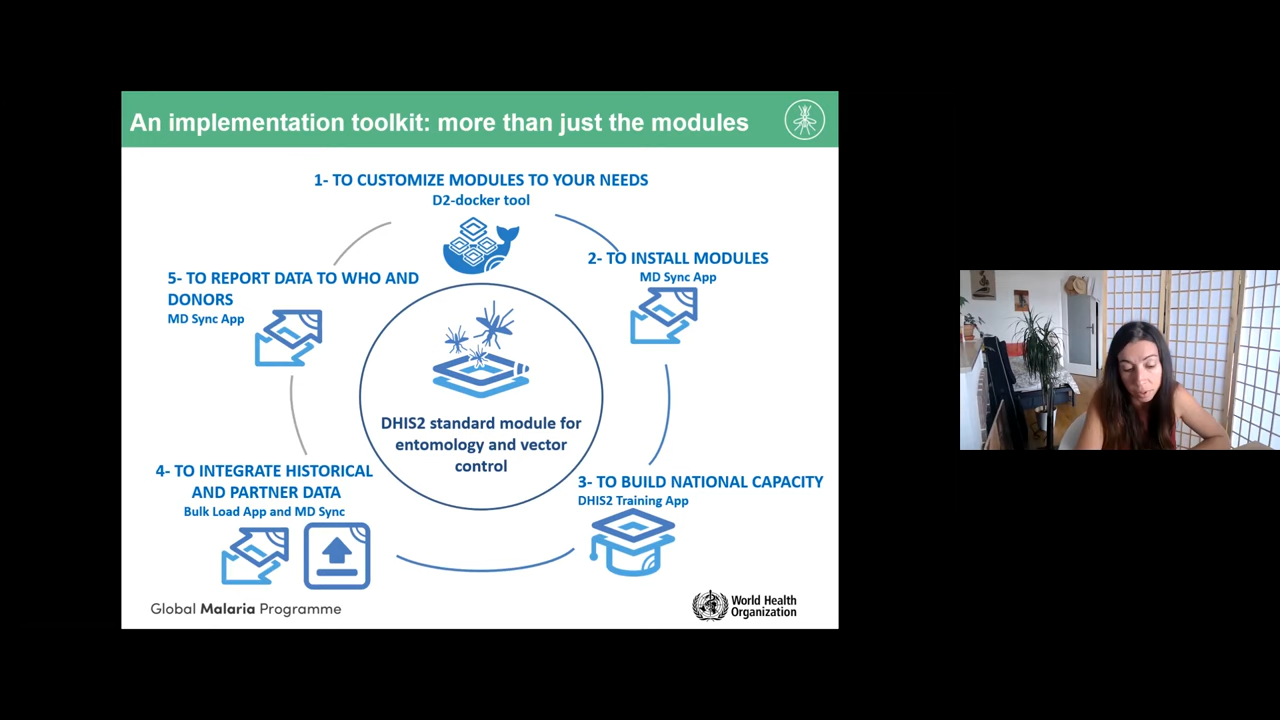 An implementation toolkit: more than just the modules
1- TO CUSTOMIZE MODULES TO YOUR NEEDS
D2-docker tool
2- TO INSTALL MODULES
MD Sync App
3- TO BUILD NATIONAL CAPACITY
DHIS2 Training App
4- TO INTEGRATE HISTORICAL
AND PARTNER DATA
Bulk Load App and MD Sync
5- TO REPORT DATA TO WHO AND
DONORS
MD Sync App
DHIS2 standard module for
entomology and vector
control
Global Malaria Programme
World Health
Organization